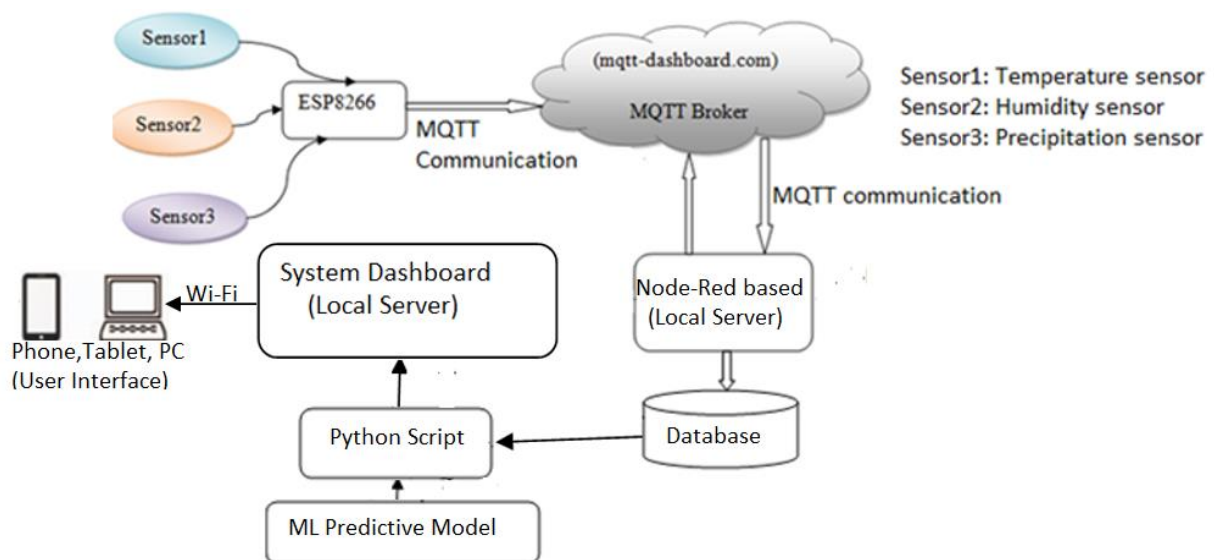 Sensor1
(mqtt-dashboard.com)
Sensor1: Temperature sensor
ESP8266
MQTT Broker
Sensor2: Humidity sensor
Sensor2
MQTT
Communication
Sensor3: Precipitation sensor
Sensor3
MQTT communication
System Dashboard
(Local Server)
Node-Red based
(Local Server)
Wi-Fi
Phone,Tablet, PC
(User Interface)
Python Script
Database
ML Predictive Model